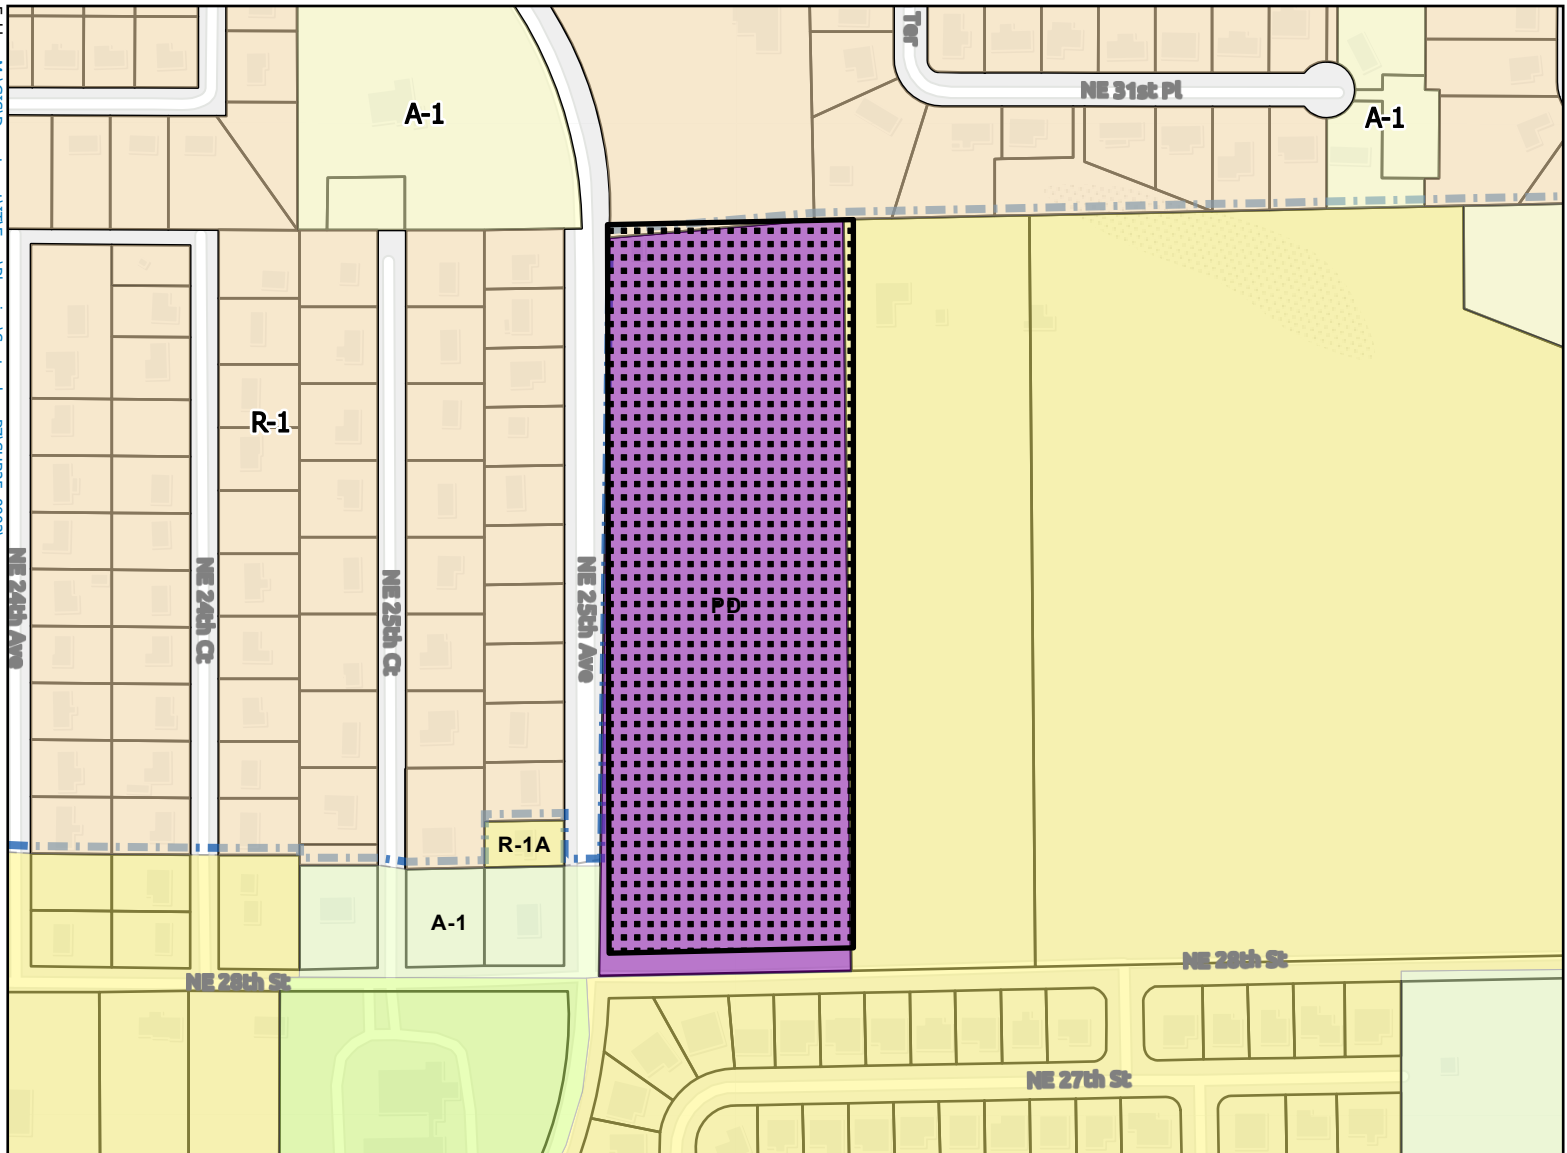 Ter
NE 31st Pl
A-1
A-1
R-1
NE 24th Ave
NE 24th Ct
NE 25th Ct
NE 25th Ave
PD
R-1A
A-1
NE 28th St
NE 28th St
NE 27th St